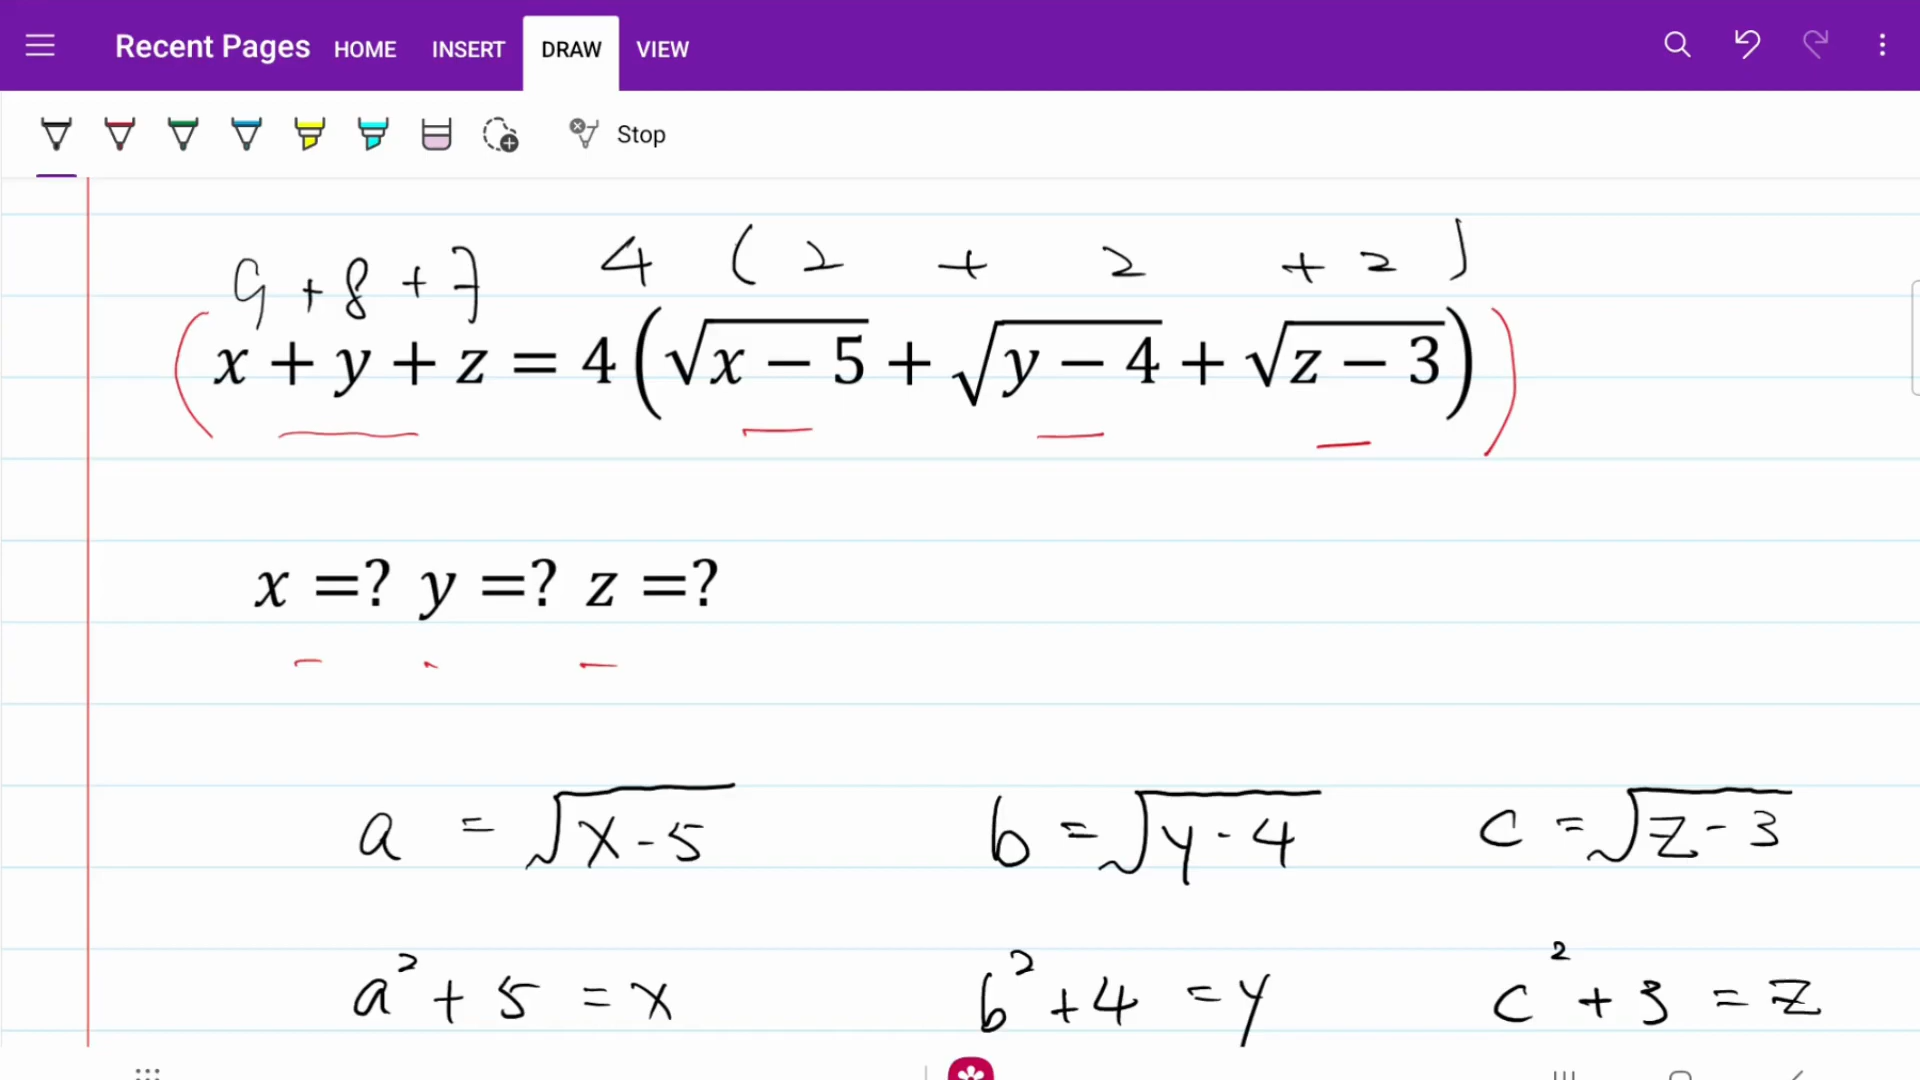 Recent Pages HOME INSERT DRAW VIEW
Stop
9 + 8 + 7 4 ( 2 + 2 + 2 )
(x + y + z = 4(√(x − 5) + √(y − 4) + √(z − 3)))
x =? y =? z =?
a = √(x - 5) b = √(y - 4) c = √(z - 3)
a² + 5 = x b² + 4 = y c² + 3 = z